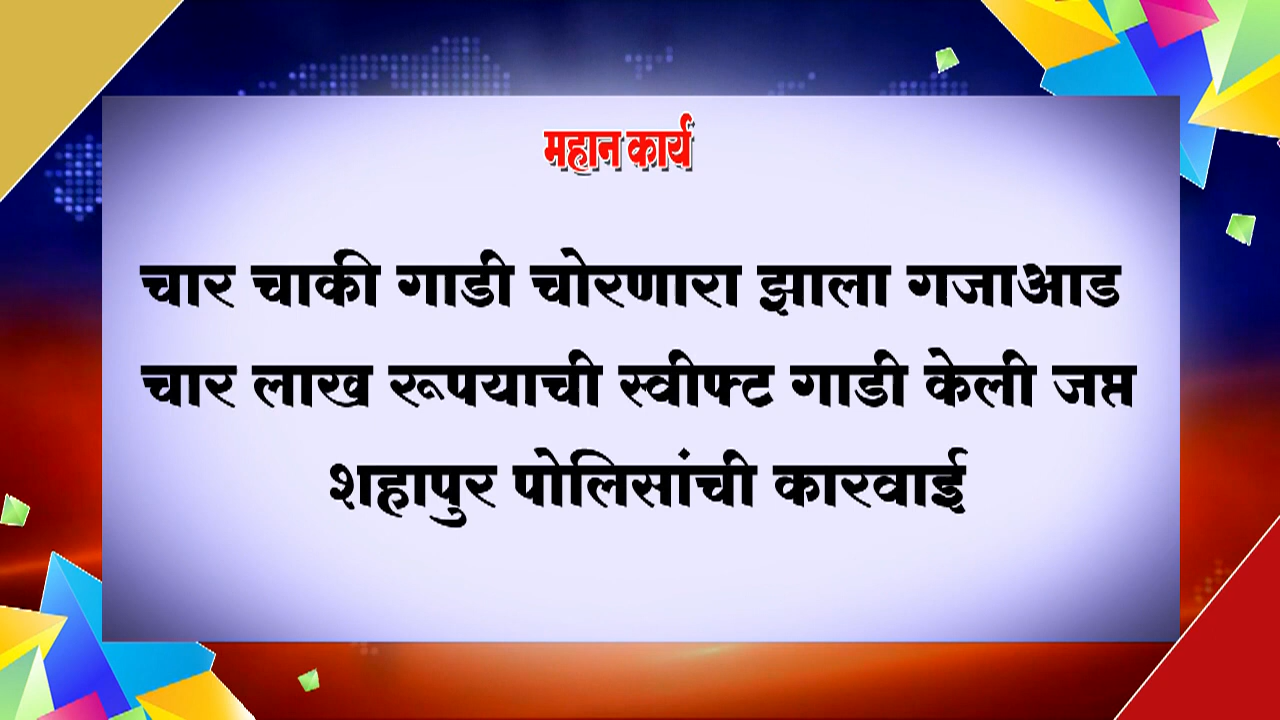 महान कार्य
चार चाकी गाडी चोरणारा झाला गजाआड
चार लाख रूपयाची स्वीफ्ट गाडी केली जप्त
शहापुर पोलिसांची कारवाई